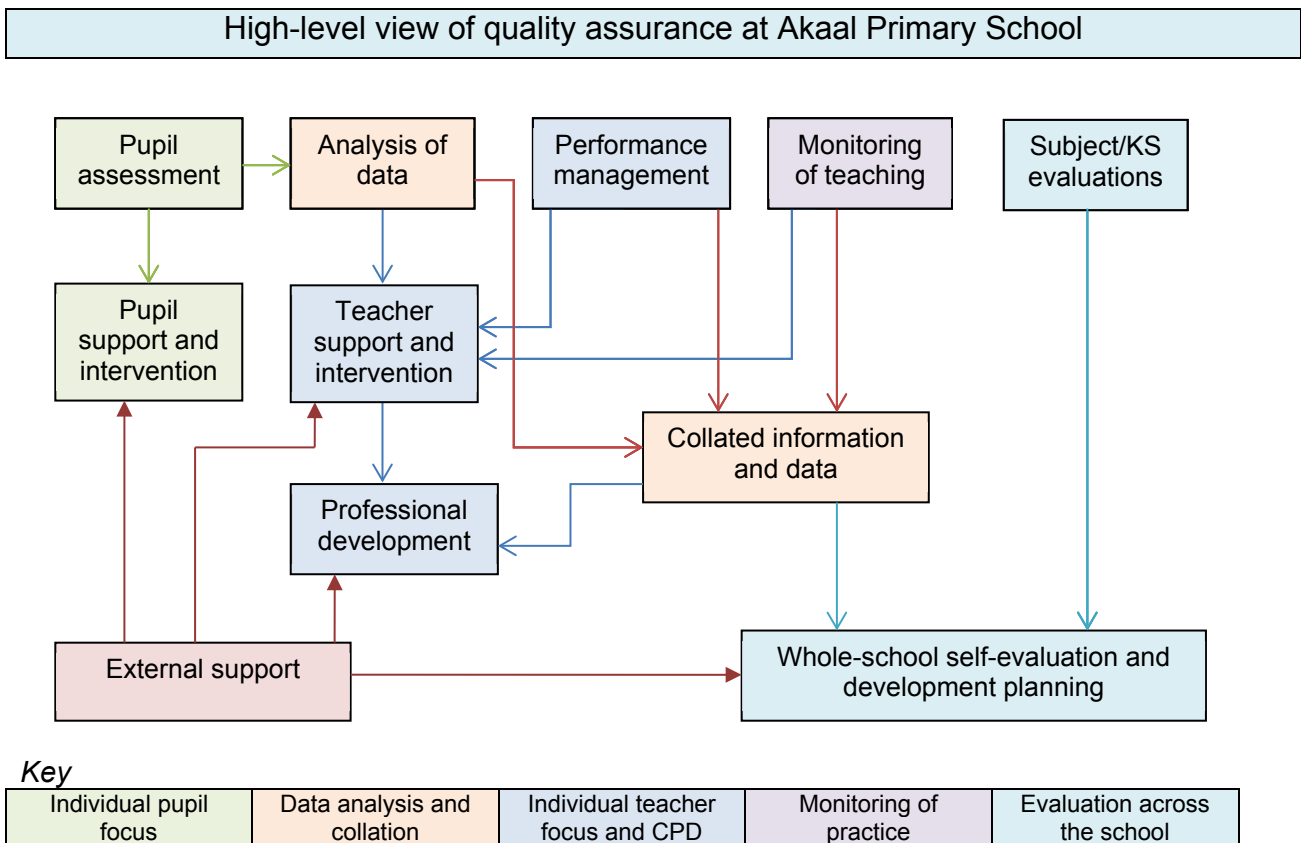 High-level view of quality assurance at Akaal Primary School
Pupil
assessment
Analysis of
data
Performance
management
Monitoring
of teaching
Subject/KS
evaluations
Pupil
support and
intervention
Teacher
support and
intervention
Collated information
and data
Professional
development
External support
Whole-school self-evaluation and
development planning
Key
Individual pupil
focus
Data analysis and
collation
Individual teacher
focus and CPD
Monitoring of
practice
Evaluation across
the school